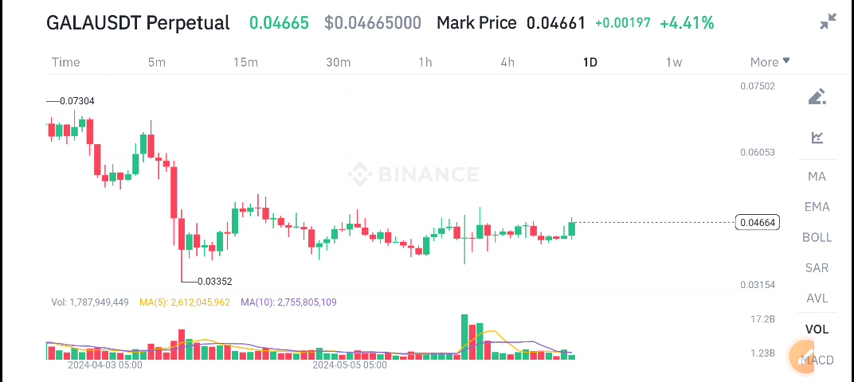 GALAUSDT Perpetual 0.04665 $0.04665000 Mark Price 0.04661 +0.00197 +4.41%
Time 5m 15m 30m 1h 4h 1D 1w More
0.07502
0.07304
0.06053
BINANCE
MA
EMA
0.04664
BOLL
SAR
0.03352
0.03154
AVL
Vol: 1,787,949,449 MA(5): 2,612,045,962 MA(10): 2,755,805,109
17.2B
VOL
1.23B
MACD
2024-04-03 05:00 2024-05-05 05:00